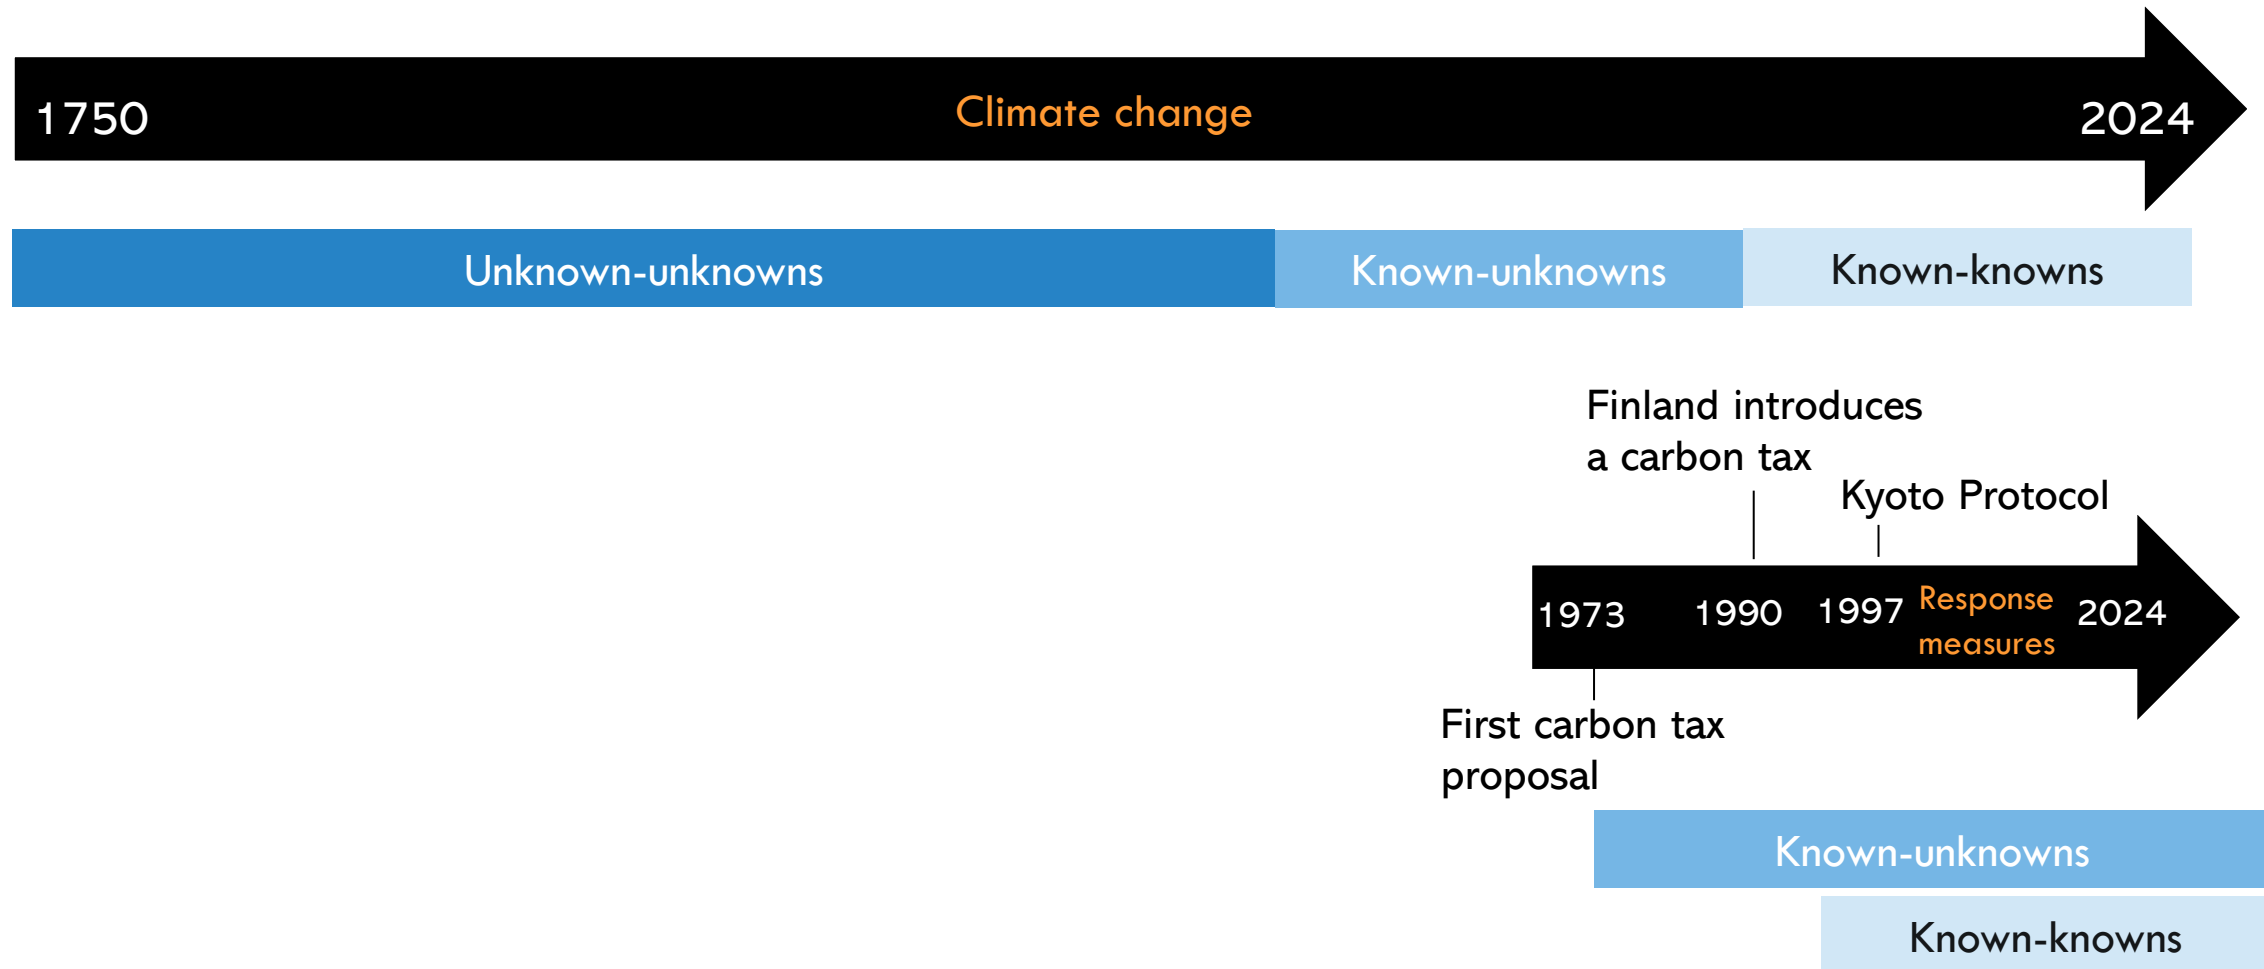 1750
Climate change
2024
Unknown-unknowns
Known-unknowns
Known-knowns
Finland introduces
a carbon tax
Kyoto Protocol
1973
1990
1997
Response
measures
2024
First carbon tax
proposal
Known-unknowns
Known-knowns